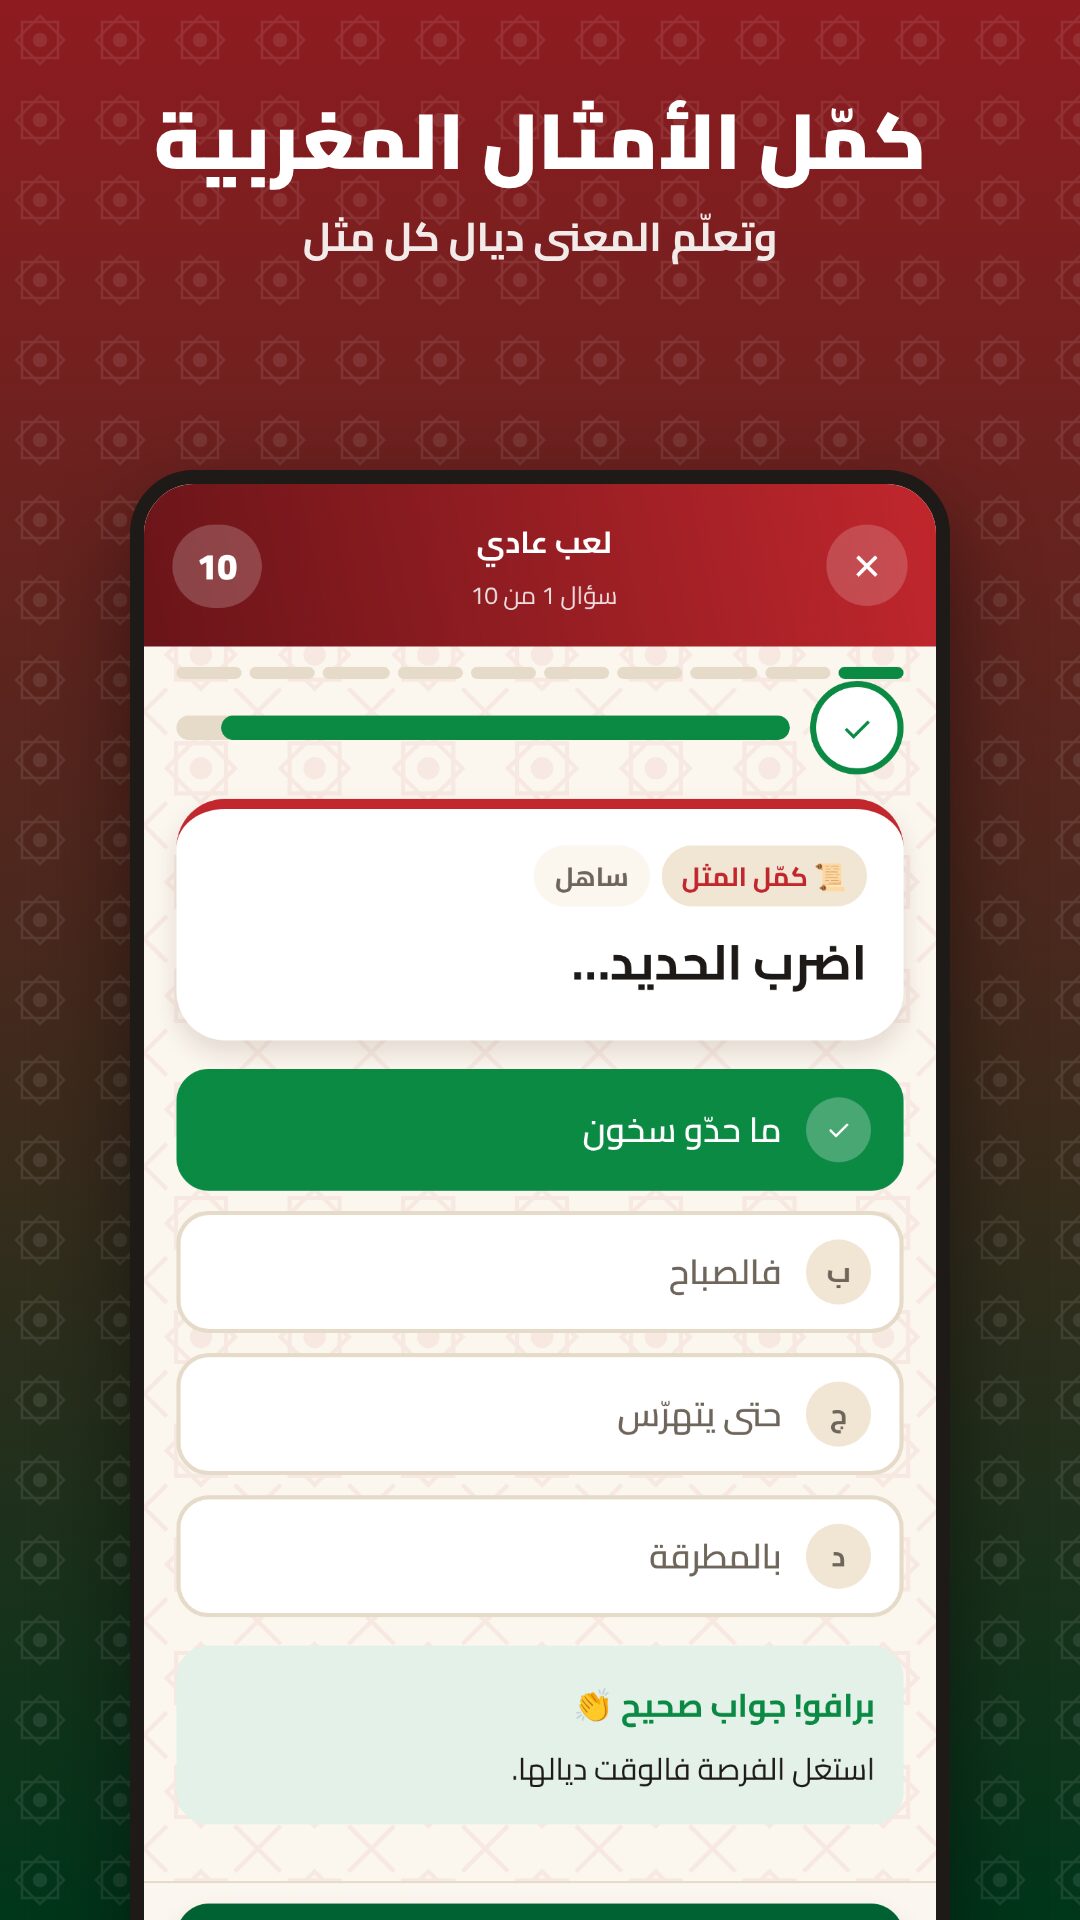 كمّل الأمثال المغربية
وتعلّم المعنى ديال كل مثل
لعب عادي
10
سؤال 1 من 10
📜 كمّل المثل
ساهل
اضرب الحديد...
ما حدّو سخون
ب فالصباح
ج حتى يتهرّس
د بالمطرقة
برافو! جواب صحيح 👏
استغل الفرصة فالوقت ديالها.